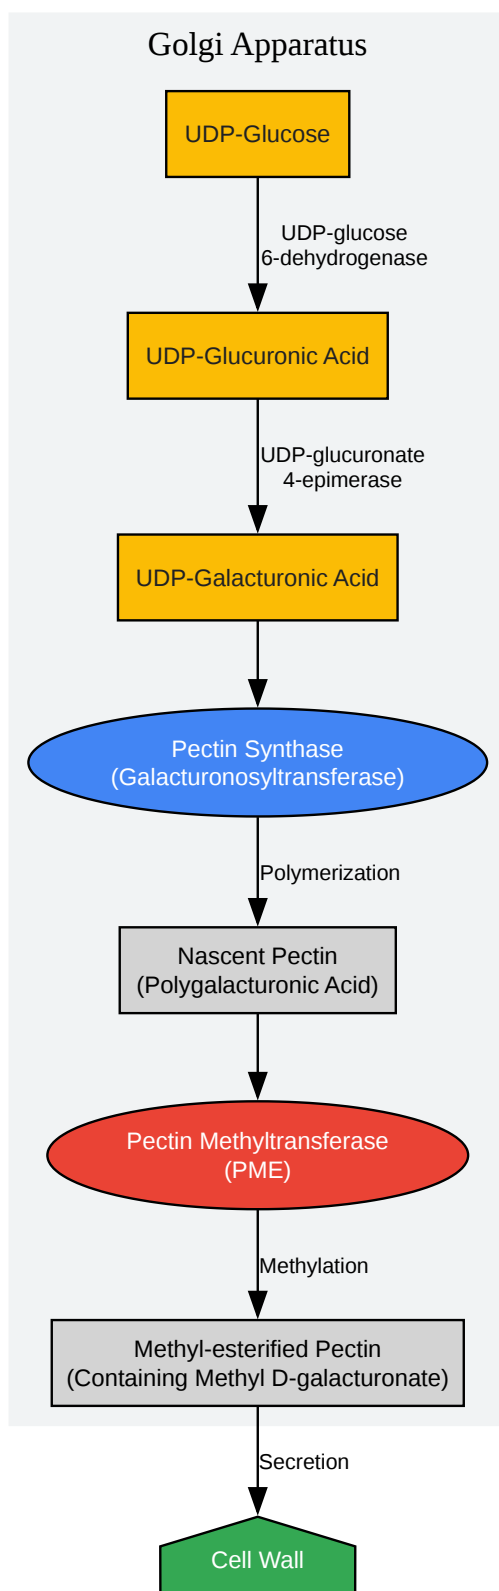 Golgi Apparatus
UDP-Glucose
UDP-glucose
6-dehydrogenase
UDP-Glucuronic Acid
UDP-glucuronate
4-epimerase
UDP-Galacturonic Acid
Pectin Synthase
(Galacturonosyltransferase)
Polymerization
Nascent Pectin
(Polygalacturonic Acid)
Pectin Methyltransferase
(PME)
Methylation
Methyl-esterified Pectin
(Containing Methyl D-galacturonate)
Secretion
Cell Wall